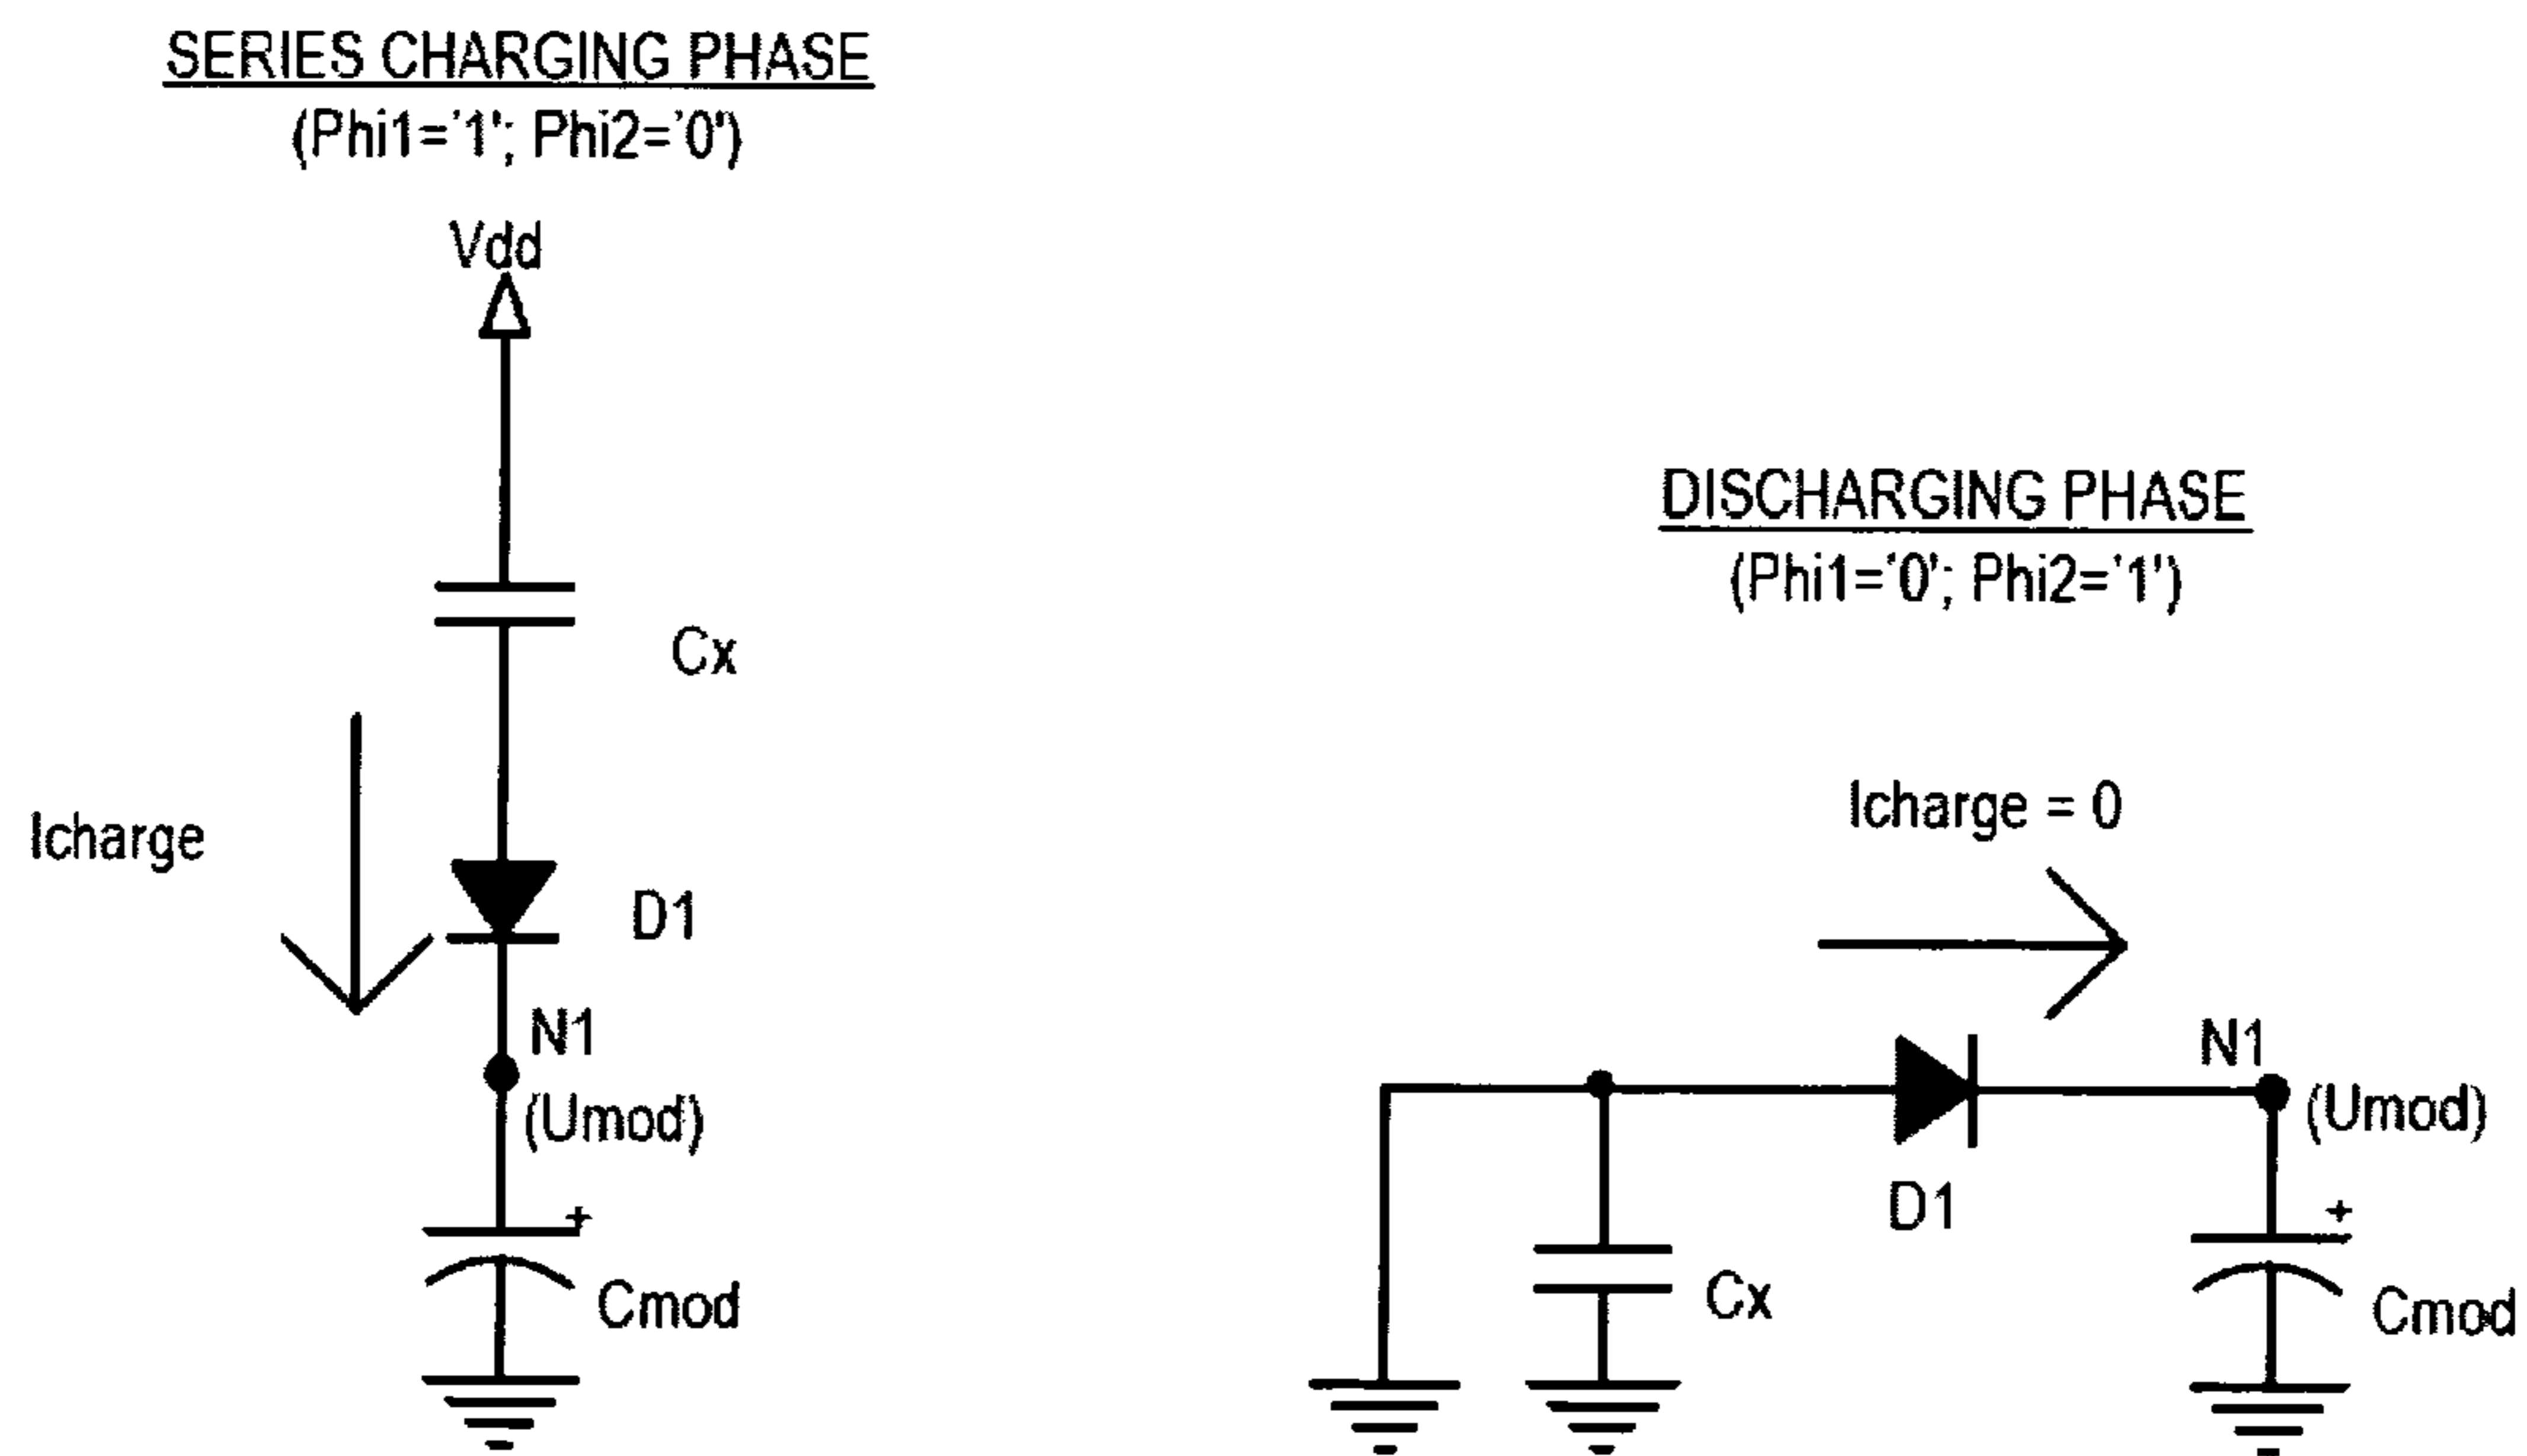 SERIES CHARGING PHASE
(Phi1='1'; Phi2='0')
Vdd
Cx
Icharge
D1
N1
(Umod)
+
Cmod
DISCHARGING PHASE
(Phi1='0'; Phi2='1')
Icharge = 0
N1
(Umod)
D1
+
Cx
Cmod